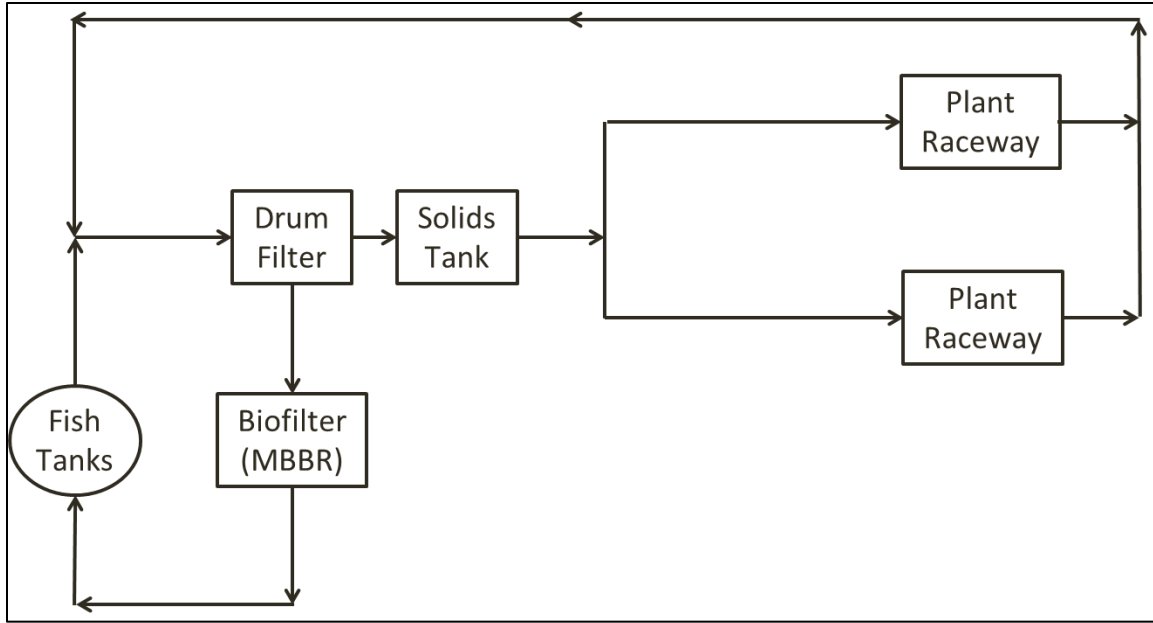 Plant
Raceway
Drum
Filter
Solids
Tank
Plant
Raceway
Fish
Tanks
Biofilter
(MBBR)